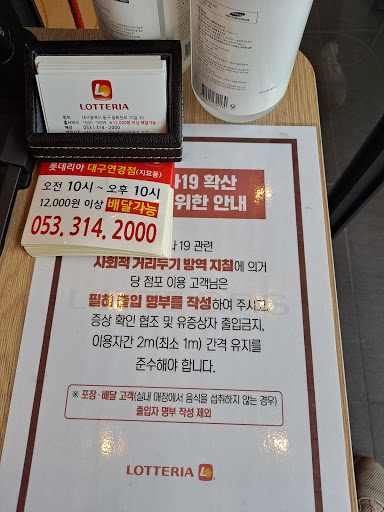 LOTTERIA
053 ) 314 - 2000
롯데리아 대구연경점(지묘동)
오전 10시 ~ 오후 10시
12,000원 이상 배달가능
053. 314. 2000
19 확산
위한 안내
19 관련
사회적 거리두기 방역 지침에 의거
당 점포 이용 고객님은
필히 출입 명부를 작성하여 주시고
증상 확인 협조 및 유증상자 출입금지,
이용자간 2m(최소 1m) 간격 유지를
준수해야 합니다.
※ 포장·배달 고객(실내 매장에서 음식을 섭취하지 않는 경우)
출입자 명부 작성 제외
LOTTERIA